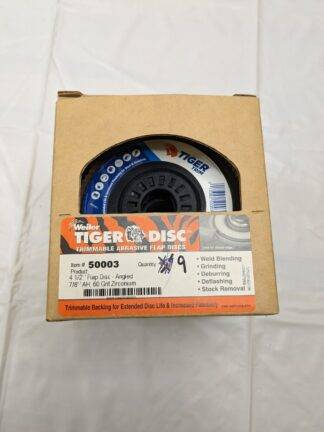 TIGER
Weiler
TIGER DISC
TRIMMABLE ABRASIVE FLAP DISCS
Item # 50003 Quantity 9
Product
4 1/2" Flap Disc - Angled
7/8" AH, 60 Grit Zirconium
• Weld Blending
• Grinding
• Deburring
• Deflashing
• Stock Removal
Trimmable Backing for Extended Disc Life & Increased Flexibility